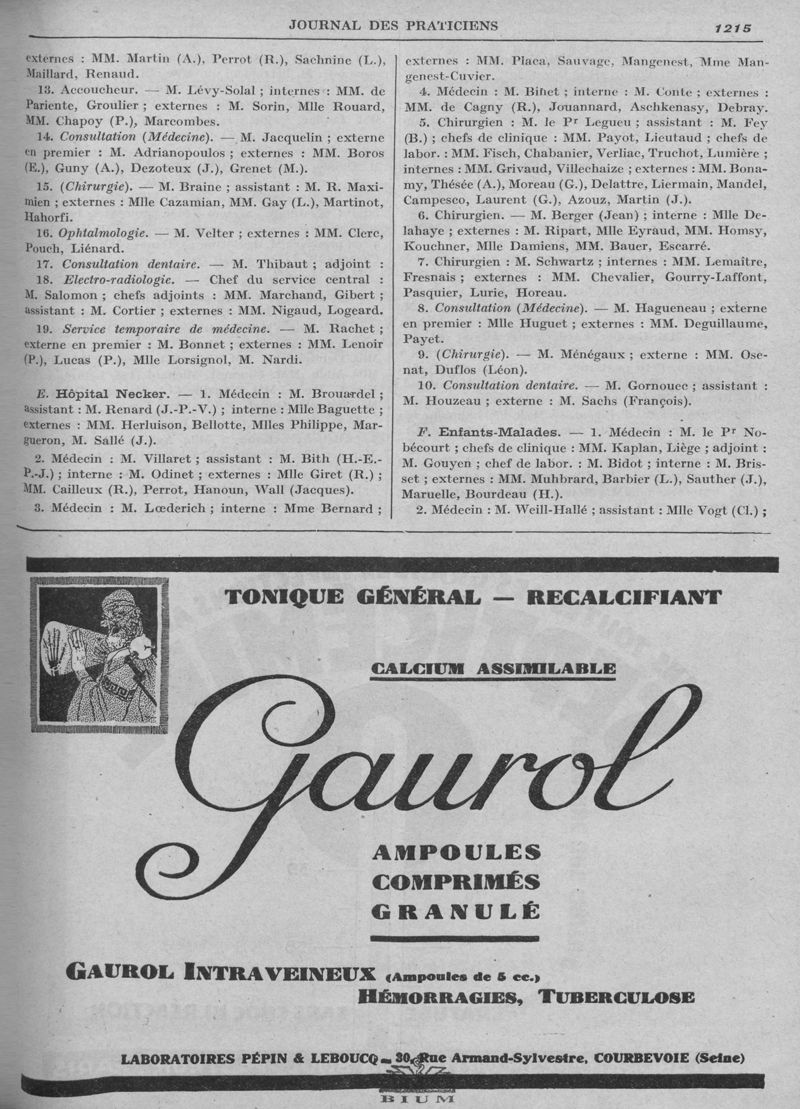 JOURNAL DES PRATICIENS
1215
externes : MM. Martin (A.), Perrot (R.), Sachnine (L.),
Maillard, Renaud.
13. Accoucheur. — M. Lévy-Solal ; internes : MM. de
Pariente, Groulier ; externes : M. Sorin, Mlle Rouard,
MM. Chapoy (P.), Marcombes.
14. Consultation (Médecine). — M. Jacquelin ; externe
en premier : M. Adrianopoulos ; externes : MM. Boros
(E.), Guny (A.), Dezoteux (J.), Grenet (M.).
15. (Chirurgie). — M. Braine ; assistant : M. R. Maxi-
mien ; externes : Mlle Cazamian, MM. Gay (L.), Martinot,
Hahorfi.
16. Ophtalmologie. — M. Velter ; externes : MM. Clerc,
Pouch, Liénard.
17. Consultation dentaire. — M. Thibaut ; adjoint :
18. Electro-radiologie. — Chef du service central :
M. Salomon ; chefs adjoints : MM. Marchand, Gibert ;
assistant : M. Cortier ; externes : MM. Nigaud, Logeard.
19. Service temporaire de médecine. — M. Rachet ;
externe en premier : M. Bonnet ; externes : MM. Lenoir
(P.), Lucas (P.), Mlle Lorsignol, M. Nardi.
E. Hôpital Necker. — 1. Médecin : M. Brouardel ;
assistant : M. Renard (J.-P.-V.) ; interne : Mlle Baguette ;
externes : MM. Herluison, Bellotte, Mlles Philippe, Mar-
gueron, M. Sallé (J.).
2. Médecin : M. Villaret ; assistant : M. Bith (H.-E.-
P.-J.) ; interne : M. Odinet ; externes : Mlle Giret (R.) ;
MM. Cailleux (R.), Perrot, Hanoun, Wall (Jacques).
3. Médecin : M. Lœderich ; interne : Mme Bernard ;
externes : MM. Placa, Sauvage, Mangenest, Mme Man-
genest-Cuvier.
4. Médecin : M. Binet ; interne : M. Conte ; externes :
MM. de Cagny (R.), Jouannard, Aschkenasy, Debray.
5. Chirurgien : M. le Pr Legueu ; assistant : M. Fey
(B.) ; chefs de clinique : MM. Payot, Lieutaud ; chefs de
labor. : MM. Fisch, Chabanier, Verliac, Truchot, Lumière ;
internes : MM. Grivaud, Villechaize ; externes : MM. Bona-
my, Thésée (A.), Moreau (G.), Delattre, Liermain, Mandel,
Campesco, Laurent (G.), Azouz, Martin (J.).
6. Chirurgien. — M. Berger (Jean) ; interne : Mlle De-
lahaye ; externes : M. Ripart, Mlle Eyraud, MM. Homsy,
Kouchner, Mlle Damiens, MM. Bauer, Escarré.
7. Chirurgien : M. Schwartz ; internes : MM. Lemaître,
Fresnais ; externes : MM. Chevalier, Gourry-Laffont,
Pasquier, Lurie, Horeau.
8. Consultation (Médecine). — M. Hagueneau ; externe
en premier : Mlle Huguet ; externes : MM. Deguillaume,
Payet.
9. (Chirurgie). — M. Ménégaux ; externe : MM. Ose-
nat, Duflos (Léon).
10. Consultation dentaire. — M. Gornouec ; assistant :
M. Houzeau ; externe : M. Sachs (François).
F. Enfants-Malades. — 1. Médecin : M. le Pr No-
bécourt ; chefs de clinique : MM. Kaplan, Liège ; adjoint :
M. Gouyen ; chef de labor. : M. Bidot ; interne : M. Bris-
set ; externes : MM. Muhbrard, Barbier (L.), Sauther (J.),
Maruelle, Bourdeau (H.).
2. Médecin : M. Weill-Hallé ; assistant : Mlle Vogt (Cl.) ;
TONIQUE GÉNÉRAL — RECALCIFIANT
CALCIUM ASSIMILABLE
Gaurol
AMPOULES
COMPRIMÉS
GRANULÉ
GAUROL INTRAVEINEUX (Ampoules de 5 cc.)
HÉMORRAGIES, TUBERCULOSE
LABORATOIRES PÉPIN & LEBOUCQ — 30, Rue Armand-Sylvestre, COURBEVOIE (Seine)
BIUM